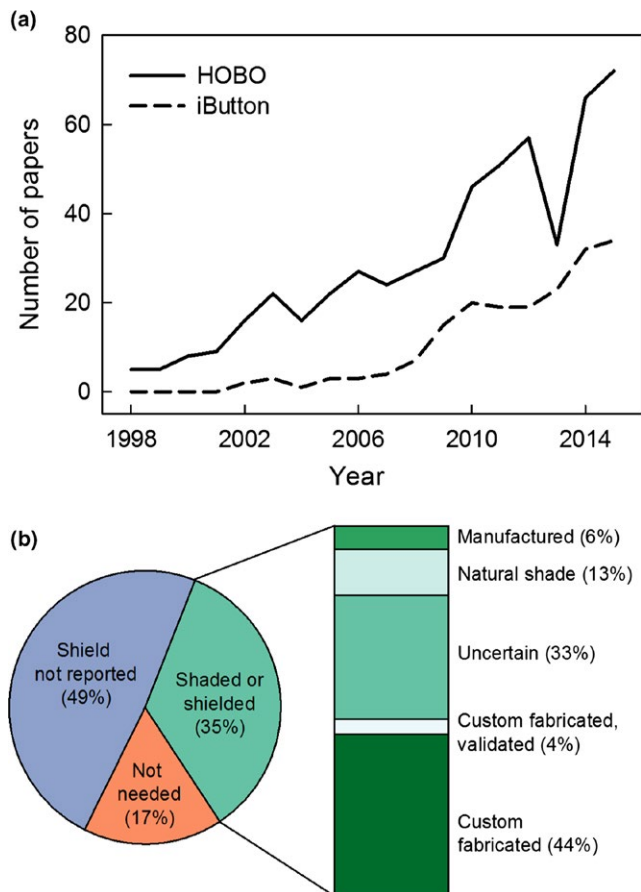 (a)
80
60
40
20
0
Number of papers
HOBO
iButton
1998
2002
2006
2010
2014
Year
(b)
Shield
not reported
(49%)
Shaded or
shielded
(35%)
Not
needed
(17%)
Manufactured (6%)
Natural shade (13%)
Uncertain (33%)
Custom fabricated,
validated (4%)
Custom
fabricated (44%)